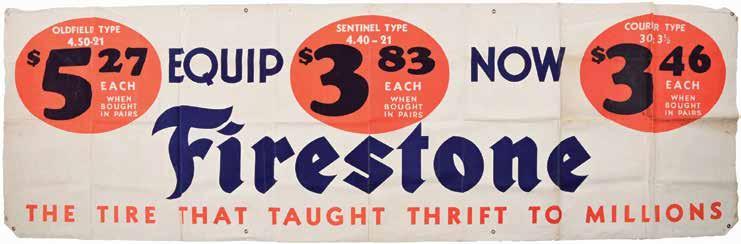 OLDFIELD TYPE
4.50-21
$5.27
EACH
WHEN
BOUGHT
IN PAIRS
EQUIP
SENTINEL TYPE
4.40-21
$3.83
EACH
WHEN
BOUGHT
IN PAIRS
NOW
COURIER TYPE
30:3½
$3.46
EACH
WHEN
BOUGHT
IN PAIRS
Firestone
THE TIRE THAT TAUGHT THRIFT TO MILLIONS